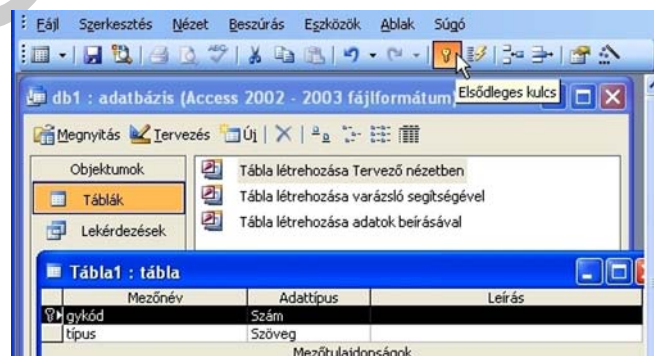 Fájl Szerkesztés Nézet Beszúrás Eszközök Ablak Súgó
Elsődleges kulcs
db1 : adatbázis (Access 2002 - 2003 fájlformátum)
Megnyitás Tervezés Új
Objektumok
Táblák
Lekérdezések
Tábla létrehozása Tervező nézetben
Tábla létrehozása varázsló segítségével
Tábla létrehozása adatok beírásával
Tábla1 : tábla
Mezőnév Adattípus Leírás
gykód Szám
típus Szöveg
Mezőtulajdonságok